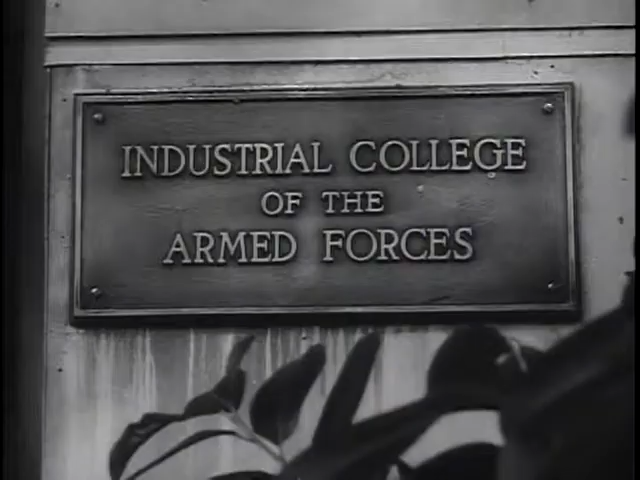 INDUSTRIAL COLLEGE
OF THE
ARMED FORCES